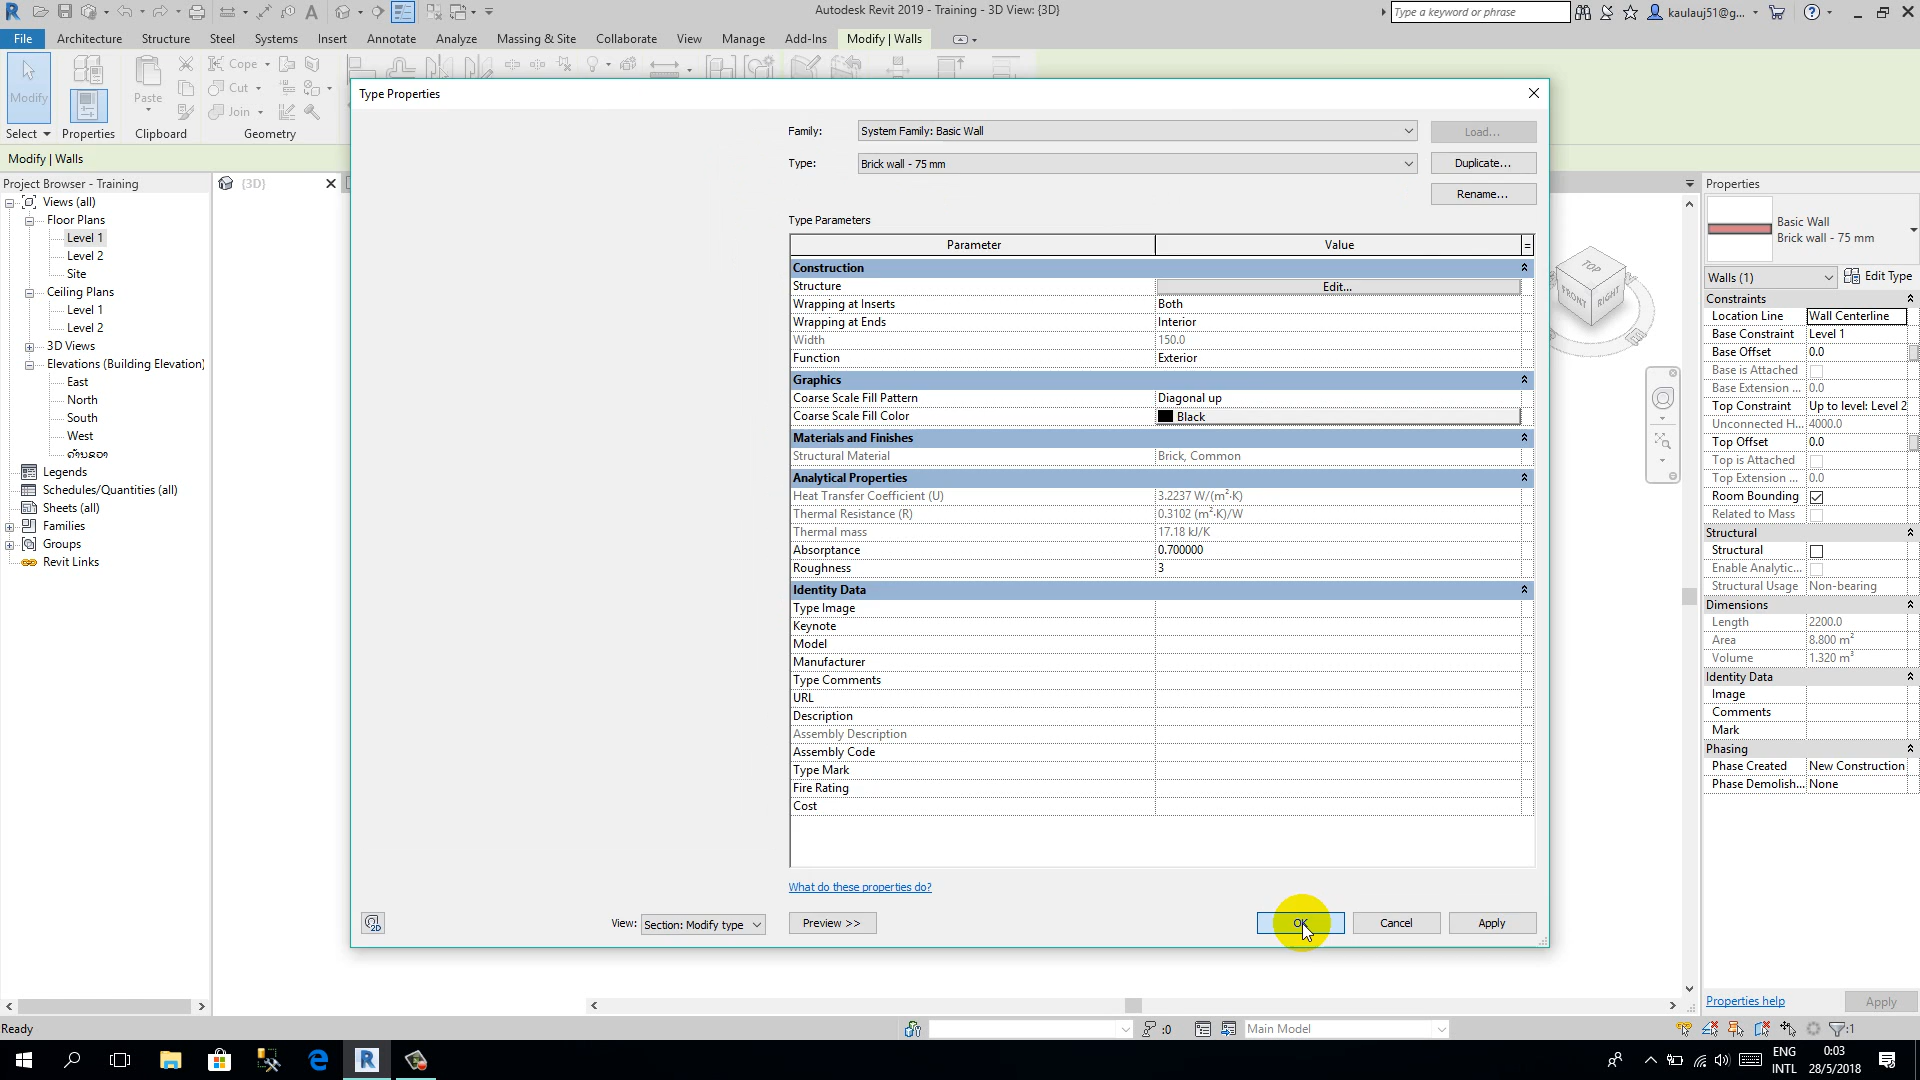 Autodesk Revit 2019 - Training - 3D View: {3D}
Type a keyword or phrase
kaulauj51@g...
File
Architecture
Structure
Steel
Systems
Insert
Annotate
Analyze
Massing & Site
Collaborate
View
Manage
Add-Ins
Modify | Walls
Modify
Paste
Cope
Cut
Join
Select
Properties
Clipboard
Geometry
Modify | Walls
Project Browser - Training
Views (all)
Floor Plans
Level 1
Level 2
Site
Ceiling Plans
Level 1
Level 2
3D Views
Elevations (Building Elevation)
East
North
South
West
Legends
Schedules/Quantities (all)
Sheets (all)
Families
Groups
Revit Links
{3D}
Type Properties
Family:
System Family: Basic Wall
Load...
Type:
Brick wall - 75 mm
Duplicate...
Rename...
Type Parameters
Parameter
Value
=
Construction
Structure
Edit...
Wrapping at Inserts
Both
Wrapping at Ends
Interior
Width
150.0
Function
Exterior
Graphics
Coarse Scale Fill Pattern
Diagonal up
Coarse Scale Fill Color
Black
Materials and Finishes
Structural Material
Brick, Common
Analytical Properties
Heat Transfer Coefficient (U)
3.2237 W/(m²·K)
Thermal Resistance (R)
0.3102 (m²·K)/W
Thermal mass
17.18 kJ/K
Absorptance
0.700000
Roughness
3
Identity Data
Type Image
Keynote
Model
Manufacturer
Type Comments
URL
Description
Assembly Description
Assembly Code
Type Mark
Fire Rating
Cost
What do these properties do?
View:
Section: Modify type
Preview >>
OK
Cancel
Apply
TOP
FRONT
RIGHT
Properties
Basic Wall
Brick wall - 75 mm
Walls (1)
Edit Type
Constraints
Location Line
Wall Centerline
Base Constraint
Level 1
Base Offset
0.0
Base is Attached
Base Extension ...
0.0
Top Constraint
Up to level: Level 2
Unconnected H...
4000.0
Top Offset
0.0
Top is Attached
Top Extension ...
0.0
Room Bounding
Related to Mass
Structural
Structural
Enable Analytic...
Structural Usage
Non-bearing
Dimensions
Length
2200.0
Area
8.800 m²
Volume
1.320 m³
Identity Data
Image
Comments
Mark
Phasing
Phase Created
New Construction
Phase Demolish...
None
Properties help
Apply
Ready
:0
Main Model
:1
ENG
INTL
0:03
28/5/2018